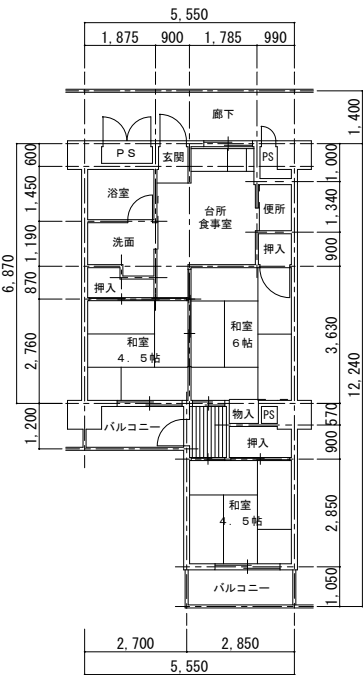 5,550
1,875 900 1,785 990
廊下
1,400
PS
玄関
PS
600
1,000
浴室
1,450
台所
食事室
便所
1,340
洗面
1,190
押入
900
6,870
870
押入
和室
4．5帖
和室
6帖
2,760
3,630
12,240
バルコニー
物入
PS
570
1,200
押入
900
和室
4．5帖
2,850
バルコニー
1,050
2,700 2,850
5,550